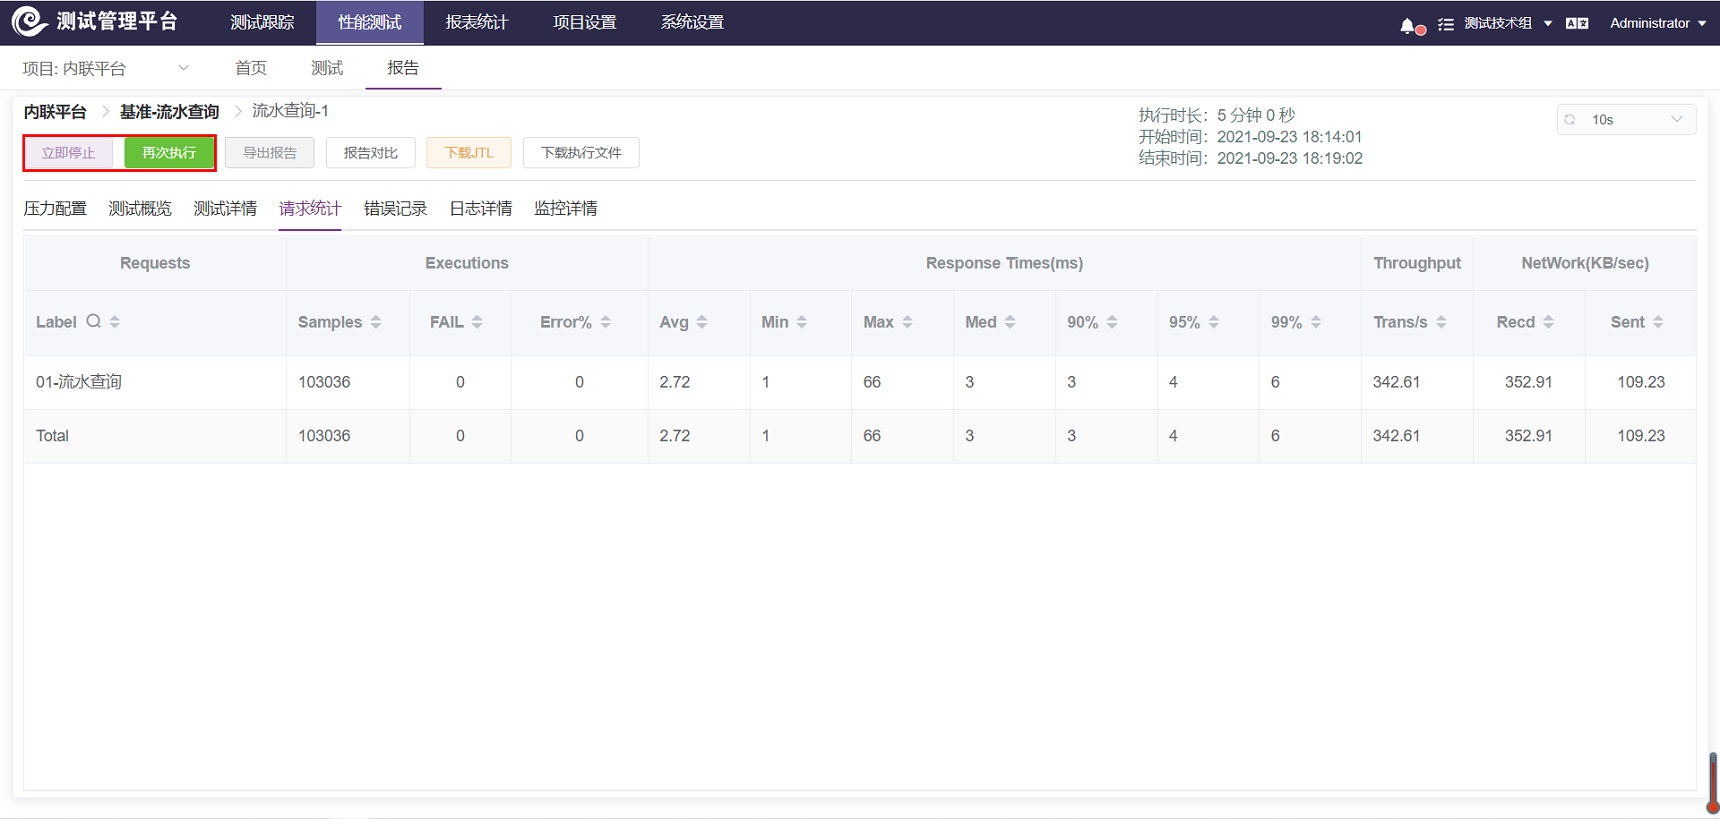 测试管理平台 测试跟踪 性能测试 报表统计 项目设置 系统设置 测试技术组 Administrator
项目: 内联平台 首页 测试 报告
内联平台 基准-流水查询 流水查询-1
执行时长： 5 分钟 0 秒
开始时间： 2021-09-23 18:14:01
结束时间： 2021-09-23 18:19:02
10s
立即停止 再次执行 导出报告 报告对比 下载JTL 下载执行文件
压力配置 测试概览 测试详情 请求统计 错误记录 日志详情 监控详情
Requests Executions Response Times(ms) Throughput NetWork(KB/sec)
Label Samples FAIL Error% Avg Min Max Med 90% 95% 99% Trans/s Recd Sent
01-流水查询 103036 0 0 2.72 1 66 3 3 4 6 342.61 352.91 109.23
Total 103036 0 0 2.72 1 66 3 3 4 6 342.61 352.91 109.23